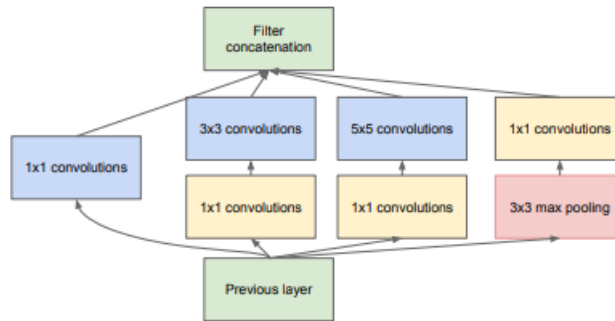 Filter
concatenation
3x3 convolutions
5x5 convolutions
1x1 convolutions
1x1 convolutions
1x1 convolutions
1x1 convolutions
3x3 max pooling
Previous layer